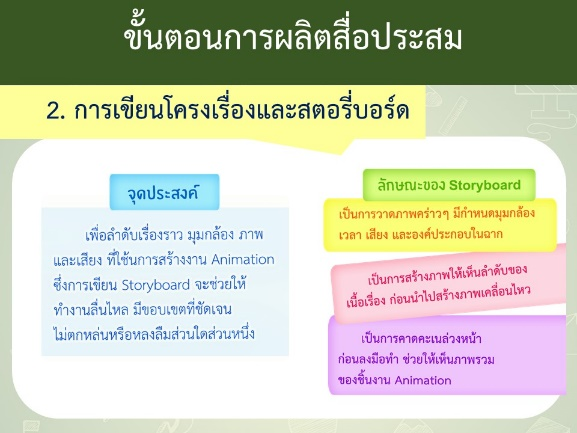 ขั้นตอนการผลิตสื่อประสม
2. การเขียนโครงเรื่องและสตอรี่บอร์ด
จุดประสงค์
เพื่อลำดับเรื่องราว มุมกล้อง ภาพ
และเสียง ที่ใช้นการสร้างงาน Animation
ซึ่งการเขียน Storyboard จะช่วยให้
ทำงานลื่นไหล มีขอบเขตที่ชัดเจน
ไม่ตกหล่นหรือหลงลืมส่วนใดส่วนหนึ่ง
ลักษณะของ Storyboard
เป็นการวาดภาพคร่าวๆ มีกำหนดมุมกล้อง
เวลา เสียง และองค์ประกอบในฉาก
เป็นการสร้างภาพให้เห็นลำดับของ
เนื้อเรื่อง ก่อนนำไปสร้างภาพเคลื่อนไหว
เป็นการคาดคะเนล่วงหน้า
ก่อนลงมือทำ ช่วยให้เห็นภาพรวม
ของชิ้นงาน Animation